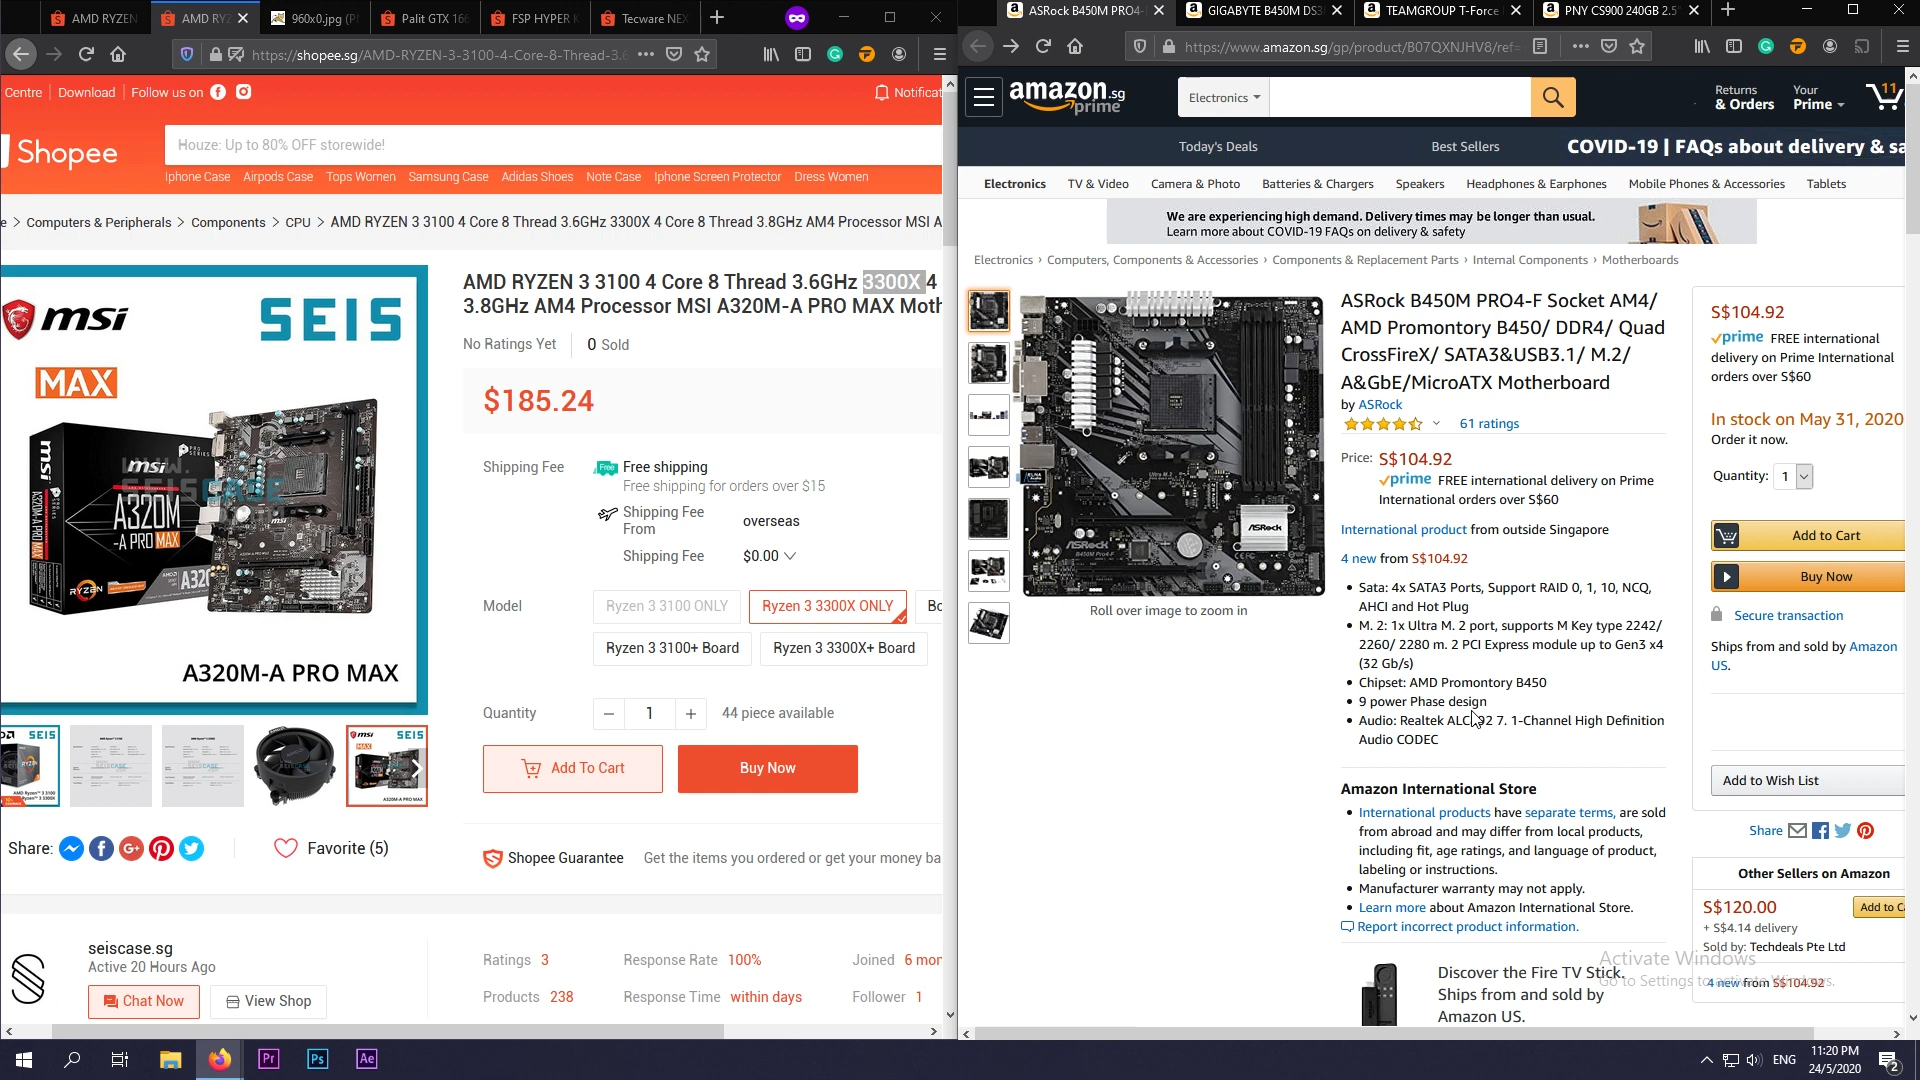 AMD RYZEN
AMD RYZ
960x0.jpg (P
Palit GTX 166
FSP HYPER K
Tecware NEX
https://shopee.sg/AMD-RYZEN-3-3100-4-Core-8-Thread-3.6
Centre
Download
Follow us on
Notificat
Shopee
Houze: Up to 80% OFF storewide!
Iphone Case Airpods Case Tops Women Samsung Case Adidas Shoes Note Case Iphone Screen Protector Dress Women
e > Computers & Peripherals > Components > CPU > AMD RYZEN 3 3100 4 Core 8 Thread 3.6GHz 3300X 4 Core 8 Thread 3.8GHz AM4 Processor MSI A
msi
SEIS
MAX
msi
A320M
-A PRO MAX
RYZEN
A320M-A PRO MAX
AMD RYZEN 3 3100 4 Core 8 Thread 3.6GHz 3300X 4
3.8GHz AM4 Processor MSI A320M-A PRO MAX Moth
No Ratings Yet
0 Sold
$185.24
Shipping Fee
Free
Free shipping
Free shipping for orders over $15
Shipping Fee
From
overseas
Shipping Fee
$0.00
Model
Ryzen 3 3100 ONLY
Ryzen 3 3300X ONLY
Bo
Ryzen 3 3100+ Board
Ryzen 3 3300X+ Board
Quantity
1
44 piece available
Add To Cart
Buy Now
Share:
Favorite (5)
Shopee Guarantee
Get the items you ordered or get your money ba
seiscase.sg
Active 20 Hours Ago
Chat Now
View Shop
Ratings 3
Response Rate 100%
Joined 6 mon
Products 238
Response Time within days
Follower 1
ASRock B450M PRO4-
GIGABYTE B450M DS3
TEAMGROUP T-Force
PNY CS900 240GB 2.5"
https://www.amazon.sg/gp/product/B07QXNJHV8/ref=
amazon.sg
prime
Electronics
Returns
& Orders
Your
Prime
11
Today's Deals
Best Sellers
COVID-19 | FAQs about delivery & sa
Electronics TV & Video Camera & Photo Batteries & Chargers Speakers Headphones & Earphones Mobile Phones & Accessories Tablets
We are experiencing high demand. Delivery times may be longer than usual.
Learn more about COVID-19 FAQs on delivery & safety
Electronics › Computers, Components & Accessories › Components & Replacement Parts › Internal Components › Motherboards
ASRock
Roll over image to zoom in
ASRock B450M PRO4-F Socket AM4/
AMD Promontory B450/ DDR4/ Quad
CrossFireX/ SATA3&USB3.1/ M.2/
A&GbE/MicroATX Motherboard
by ASRock
61 ratings
Price: S$104.92
prime FREE international delivery on Prime
International orders over S$60
International product from outside Singapore
4 new from S$104.92
• Sata: 4x SATA3 Ports, Support RAID 0, 1, 10, NCQ,
AHCI and Hot Plug
• M. 2: 1x Ultra M. 2 port, supports M Key type 2242/
2260/ 2280 m. 2 PCI Express module up to Gen3 x4
(32 Gb/s)
• Chipset: AMD Promontory B450
• 9 power Phase design
• Audio: Realtek 7. 1-Channel High Definition
Audio CODEC
Amazon International Store
• International products have separate terms, are sold
from abroad and may differ from local products,
including fit, age ratings, and language of product,
labeling or instructions.
• Manufacturer warranty may not apply.
• Learn more about Amazon International Store.
Report incorrect product information.
Discover the Fire TV Stick.
Ships from and sold by
Amazon US.
S$104.92
prime FREE international
delivery on Prime International
orders over S$60
In stock on May 31, 2020
Order it now.
Quantity: 1
Add to Cart
Buy Now
Secure transaction
Ships from and sold by Amazon
US.
Add to Wish List
Share
Other Sellers on Amazon
S$120.00
Add to Ca
+ S$4.14 delivery
Sold by: Techdeals Pte Ltd
4 new from S$104.92
Activate Windows
Go to Settings to activate Windows.
Pr
Ps
Ae
ENG
11:20 PM
24/5/2020
2